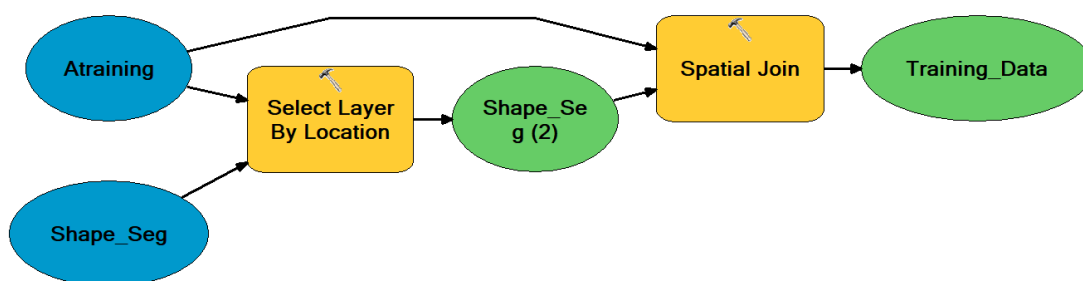 Atraining
Select Layer
By Location
Shape_Seg
Shape_Se
g (2)
Spatial Join
Training_Data